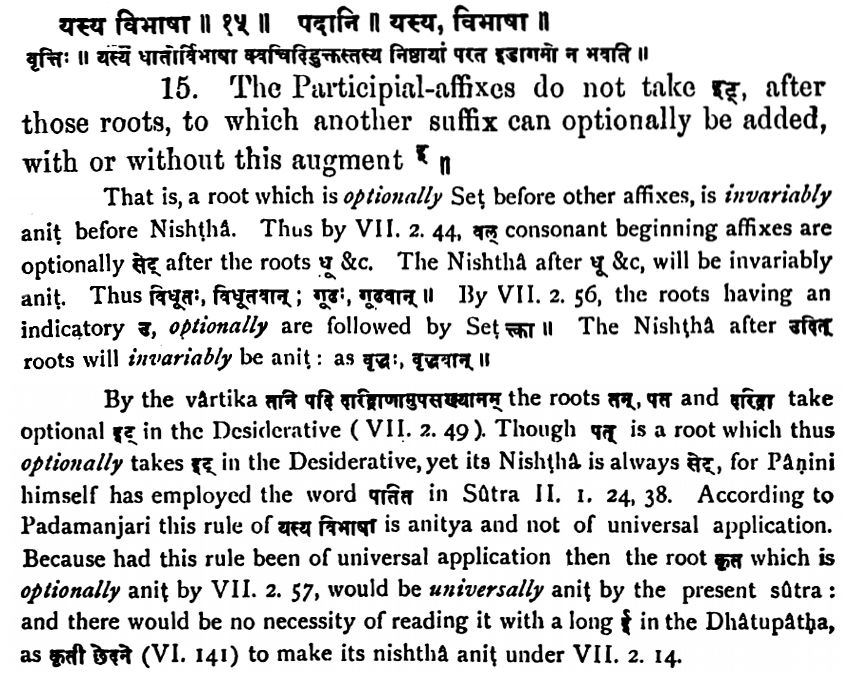 यस्य विभाषा ॥ १५ ॥ पदानि ॥ यस्य, विभाषा ॥
वृत्तिः ॥ यस्य धातोर्विभाषा क्वचिदिडुक्तस्तस्य निष्ठायां परत इडागमो न भवति ॥
15. The Participial-affixes do not take इट्, after
those roots, to which another suffix can optionally be added,
with or without this augment इ ॥
That is, a root which is optionally Seṭ before other affixes, is invariably
aniṭ before Nishṭhâ. Thus by VII. 2. 44, वल् consonant beginning affixes are
optionally सेट् after the roots धू &c. The Nishthâ after धू &c, will be invariably
aniṭ. Thus विधूतः, विधूतवान् ; गूढः, गूढवान् ॥ By VII. 2. 56, the roots having an
indicatory उ, optionally are followed by Seṭ क्त्का ॥ The Nishṭhâ after उदित्
roots will invariably be aniṭ : as वृद्धः, वृद्धवान् ॥
By the vârtika तानि पदि दारिद्राणामुपसख्यानम् the roots तम्, पत and दरिद्रा take
optional इट् in the Desiderative ( VII. 2. 49 ). Though पत् is a root which thus
optionally takes इट् in the Desiderative, yet its Nishṭhâ is always सेट्, for Pâṇini
himself has employed the word पातित in Sûtra II. 1. 24, 38. According to
Padamanjari this rule of यस्य विभाषा is anitya and not of universal application.
Because had this rule been of universal application then the root कृत which is
optionally aniṭ by VII. 2. 57, would be universally aniṭ by the present sûtra :
and there would be no necessity of reading it with a long ई in the Dhâtupâṭha,
as कृती छेदने (VI. 141) to make its nishthâ aniṭ under VII. 2. 14.